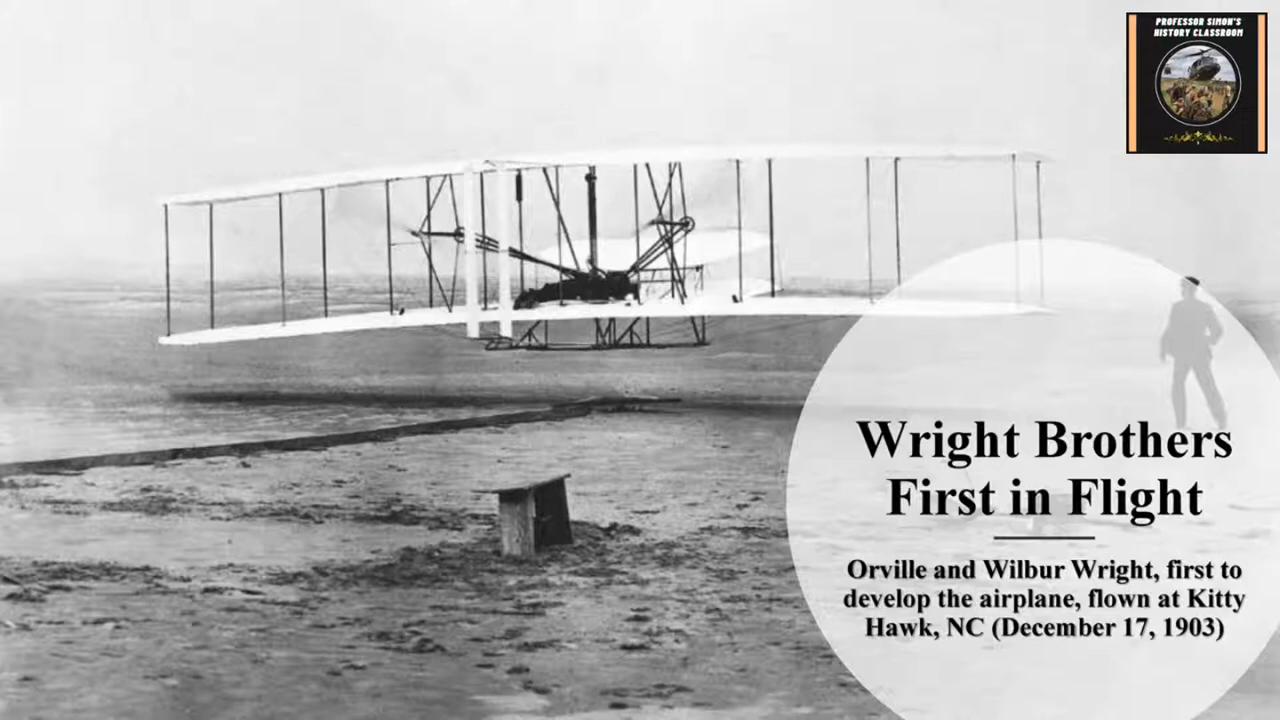 PROFESSOR SIMON'S
HISTORY CLASSROOM
Wright Brothers
First in Flight
Orville and Wilbur Wright, first to
develop the airplane, flown at Kitty
Hawk, NC (December 17, 1903)